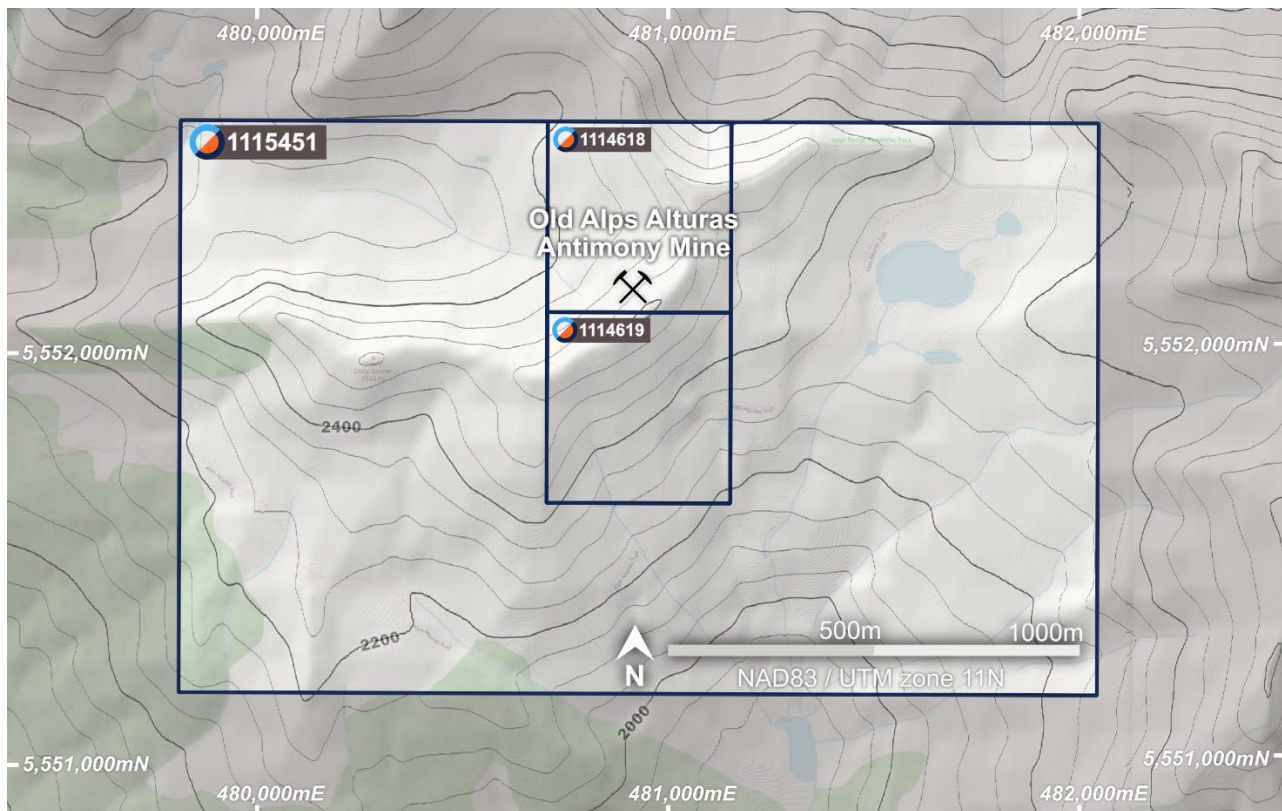 480,000mE
481,000mE
482,000mE
1115451
1114618
Old Alps Alturas
Antimony Mine
1114619
5,552,000mN
5,552,000mN
2400
2200
500m
1000m
N
NAD83 / UTM zone 11N
2000
5,551,000mN
5,551,000mN
480,000mE
481,000mE
482,000mE